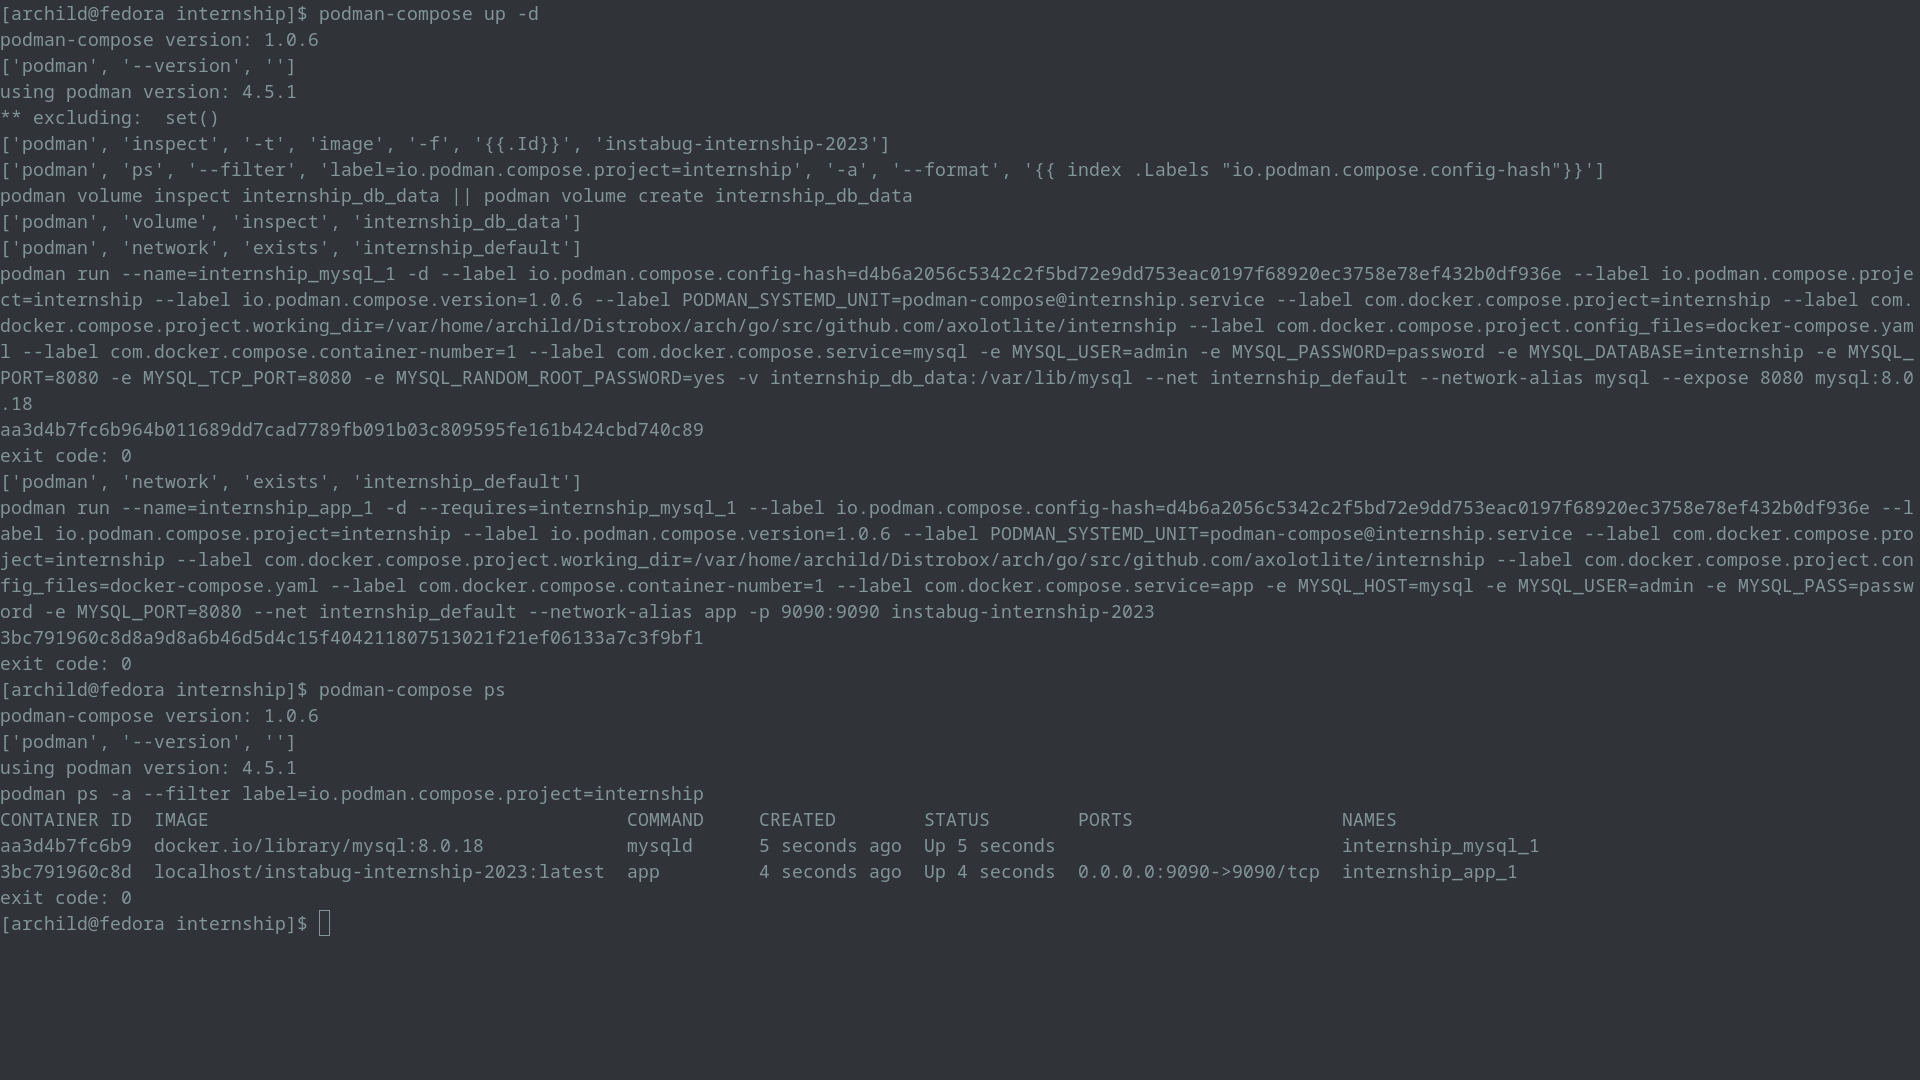 [archild@fedora internship]$ podman-compose up -d
podman-compose version: 1.0.6
['podman', '--version', '']
using podman version: 4.5.1
** excluding:  set()
['podman', 'inspect', '-t', 'image', '-f', '{{.Id}}', 'instabug-internship-2023']
['podman', 'ps', '--filter', 'label=io.podman.compose.project=internship', '-a', '--format', '{{ index .Labels "io.podman.compose.config-hash"}}']
podman volume inspect internship_db_data || podman volume create internship_db_data
['podman', 'volume', 'inspect', 'internship_db_data']
['podman', 'network', 'exists', 'internship_default']
podman run --name=internship_mysql_1 -d --label io.podman.compose.config-hash=d4b6a2056c5342c2f5bd72e9dd753eac0197f68920ec3758e78ef432b0df936e --label io.podman.compose.proje
ct=internship --label io.podman.compose.version=1.0.6 --label PODMAN_SYSTEMD_UNIT=podman-compose@internship.service --label com.docker.compose.project=internship --label com.
docker.compose.project.working_dir=/var/home/archild/Distrobox/arch/go/src/github.com/axolotlite/internship --label com.docker.compose.project.config_files=docker-compose.yam
l --label com.docker.compose.container-number=1 --label com.docker.compose.service=mysql -e MYSQL_USER=admin -e MYSQL_PASSWORD=password -e MYSQL_DATABASE=internship -e MYSQL_
PORT=8080 -e MYSQL_TCP_PORT=8080 -e MYSQL_RANDOM_ROOT_PASSWORD=yes -v internship_db_data:/var/lib/mysql --net internship_default --network-alias mysql --expose 8080 mysql:8.0
.18
aa3d4b7fc6b964b011689dd7cad7789fb091b03c809595fe161b424cbd740c89
exit code: 0
['podman', 'network', 'exists', 'internship_default']
podman run --name=internship_app_1 -d --requires=internship_mysql_1 --label io.podman.compose.config-hash=d4b6a2056c5342c2f5bd72e9dd753eac0197f68920ec3758e78ef432b0df936e --l
abel io.podman.compose.project=internship --label io.podman.compose.version=1.0.6 --label PODMAN_SYSTEMD_UNIT=podman-compose@internship.service --label com.docker.compose.pro
ject=internship --label com.docker.compose.project.working_dir=/var/home/archild/Distrobox/arch/go/src/github.com/axolotlite/internship --label com.docker.compose.project.con
fig_files=docker-compose.yaml --label com.docker.compose.container-number=1 --label com.docker.compose.service=app -e MYSQL_HOST=mysql -e MYSQL_USER=admin -e MYSQL_PASS=passw
ord -e MYSQL_PORT=8080 --net internship_default --network-alias app -p 9090:9090 instabug-internship-2023
3bc791960c8d8a9d8a6b46d5d4c15f404211807513021f21ef06133a7c3f9bf1
exit code: 0
[archild@fedora internship]$ podman-compose ps
podman-compose version: 1.0.6
['podman', '--version', '']
using podman version: 4.5.1
podman ps -a --filter label=io.podman.compose.project=internship
CONTAINER ID  IMAGE                                      COMMAND     CREATED        STATUS        PORTS                   NAMES
aa3d4b7fc6b9  docker.io/library/mysql:8.0.18             mysqld      5 seconds ago  Up 5 seconds                          internship_mysql_1
3bc791960c8d  localhost/instabug-internship-2023:latest  app         4 seconds ago  Up 4 seconds  0.0.0.0:9090->9090/tcp  internship_app_1
exit code: 0
[archild@fedora internship]$